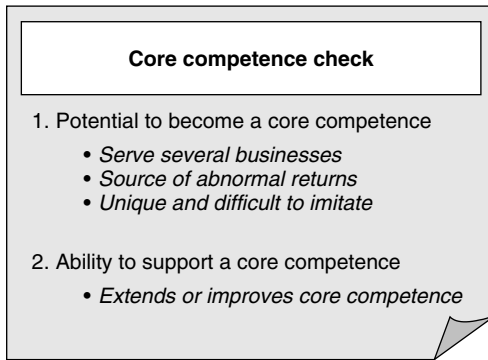 Core competence check
1. Potential to become a core competence
• Serve several businesses
• Source of abnormal returns
• Unique and difficult to imitate
2. Ability to support a core competence
• Extends or improves core competence